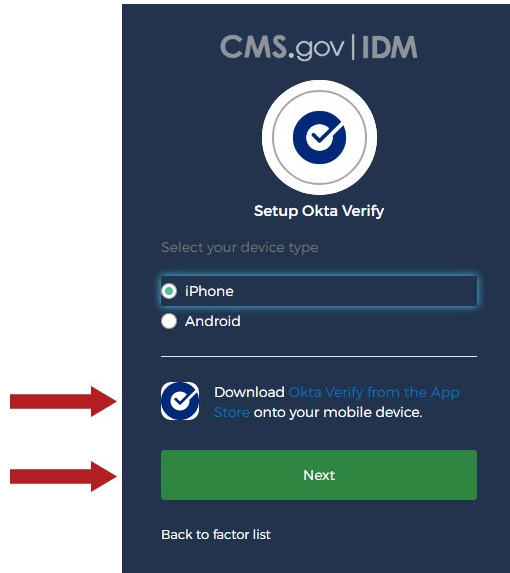 CMS.gov|IDM
Setup Okta Verify
Select your device type
iPhone
Android
Download Okta Verify from the App
Store onto your mobile device.
Next
Back to factor list